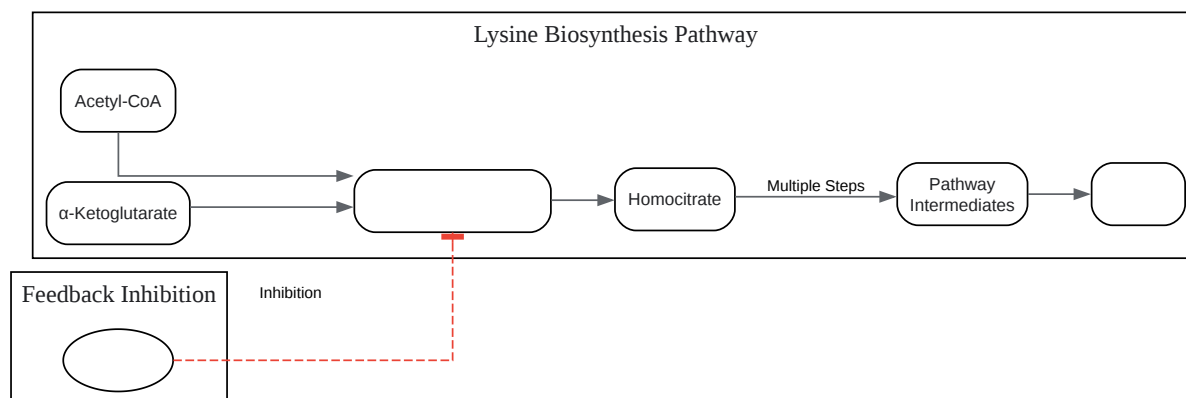 Lysine Biosynthesis Pathway
Acetyl-CoA
α-Ketoglutarate
Homocitrate
Multiple Steps
Pathway
Intermediates
Feedback Inhibition
Inhibition